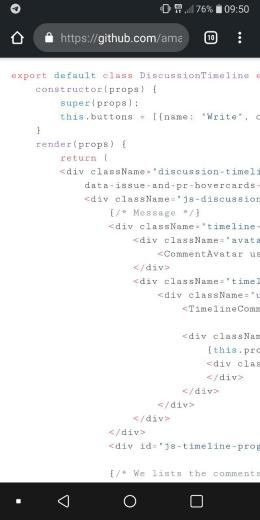 76% 09:50
https://github.com/ama 10
export default class DiscussionTimeline e
constructor(props) {
super(props);
this.buttons = [{name: "Write", c
}
render(props) {
return (
<div className="discussion-timeli
data-issue-and-pr-hovercards-
<div className="js-discussion
{/* Message */}
<div className="timeline-
<div className="avata
<CommentAvatar us
</div>
<div className="timel
<div className="u
<TimelineComm
<div classNam
{this.pro
<div clas
</div>
</div>
</div>
</div>
<div id="js-timeline-prog
{/* We lists the comments